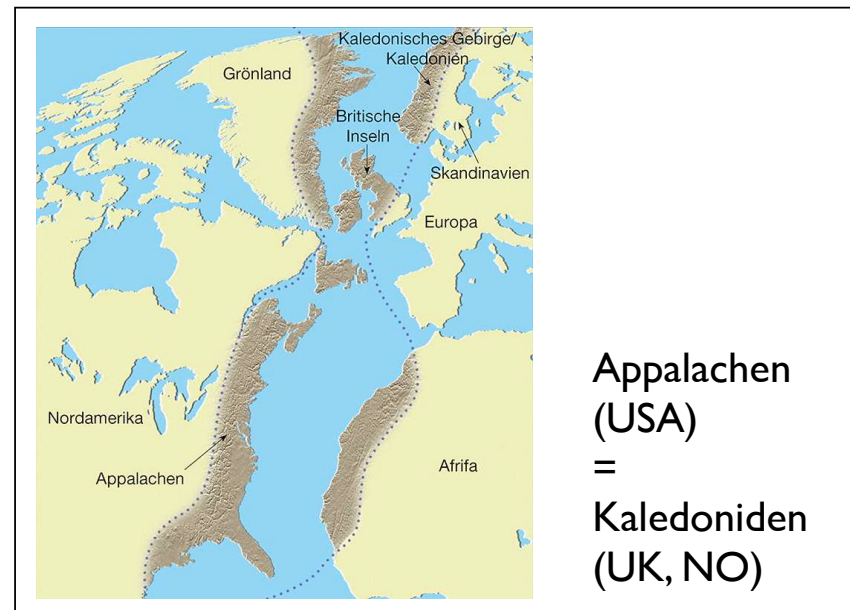 Kaledonisches Gebirge/
Kaledonien
Grönland
Britische
Inseln
Skandinavien
Europa
Nordamerika
Appalachen
Afrifa
Appalachen
(USA)
=
Kaledoniden
(UK, NO)